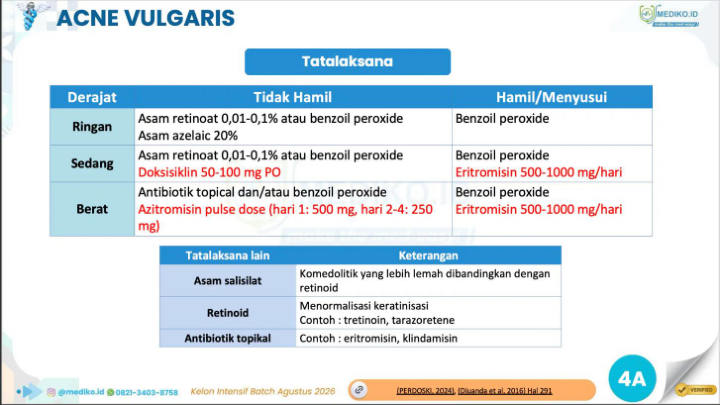 ACNE VULGARIS
MEDIKO.ID
Tatalaksana
Derajat
Tidak Hamil
Hamil/Menyusui
Ringan
Asam retinoat 0,01-0,1% atau benzoil peroxide
Asam azelaic 20%
Benzoil peroxide
Sedang
Asam retinoat 0,01-0,1% atau benzoil peroxide
Doksisiklin 50-100 mg PO
Benzoil peroxide
Eritromisin 500-1000 mg/hari
Berat
Antibiotik topical dan/atau benzoil peroxide
Azitromisin pulse dose (hari 1: 500 mg, hari 2-4: 250
mg)
Benzoil peroxide
Eritromisin 500-1000 mg/hari
Tatalaksana lain
Keterangan
Asam salisilat
Komedolitik yang lebih lemah dibandingkan dengan
retinoid
Retinoid
Menormalisasi keratinisasi
Contoh : tretinoin, tarazoretene
Antibiotik topikal
Contoh : eritromisin, klindamisin
@mediko.id
0821-3403-8758
Kelon Intensif Batch Agustus 2026
(PERDOSKI, 2024), (Djuanda et al, 2016) Hal 291
4A
VERIFIED